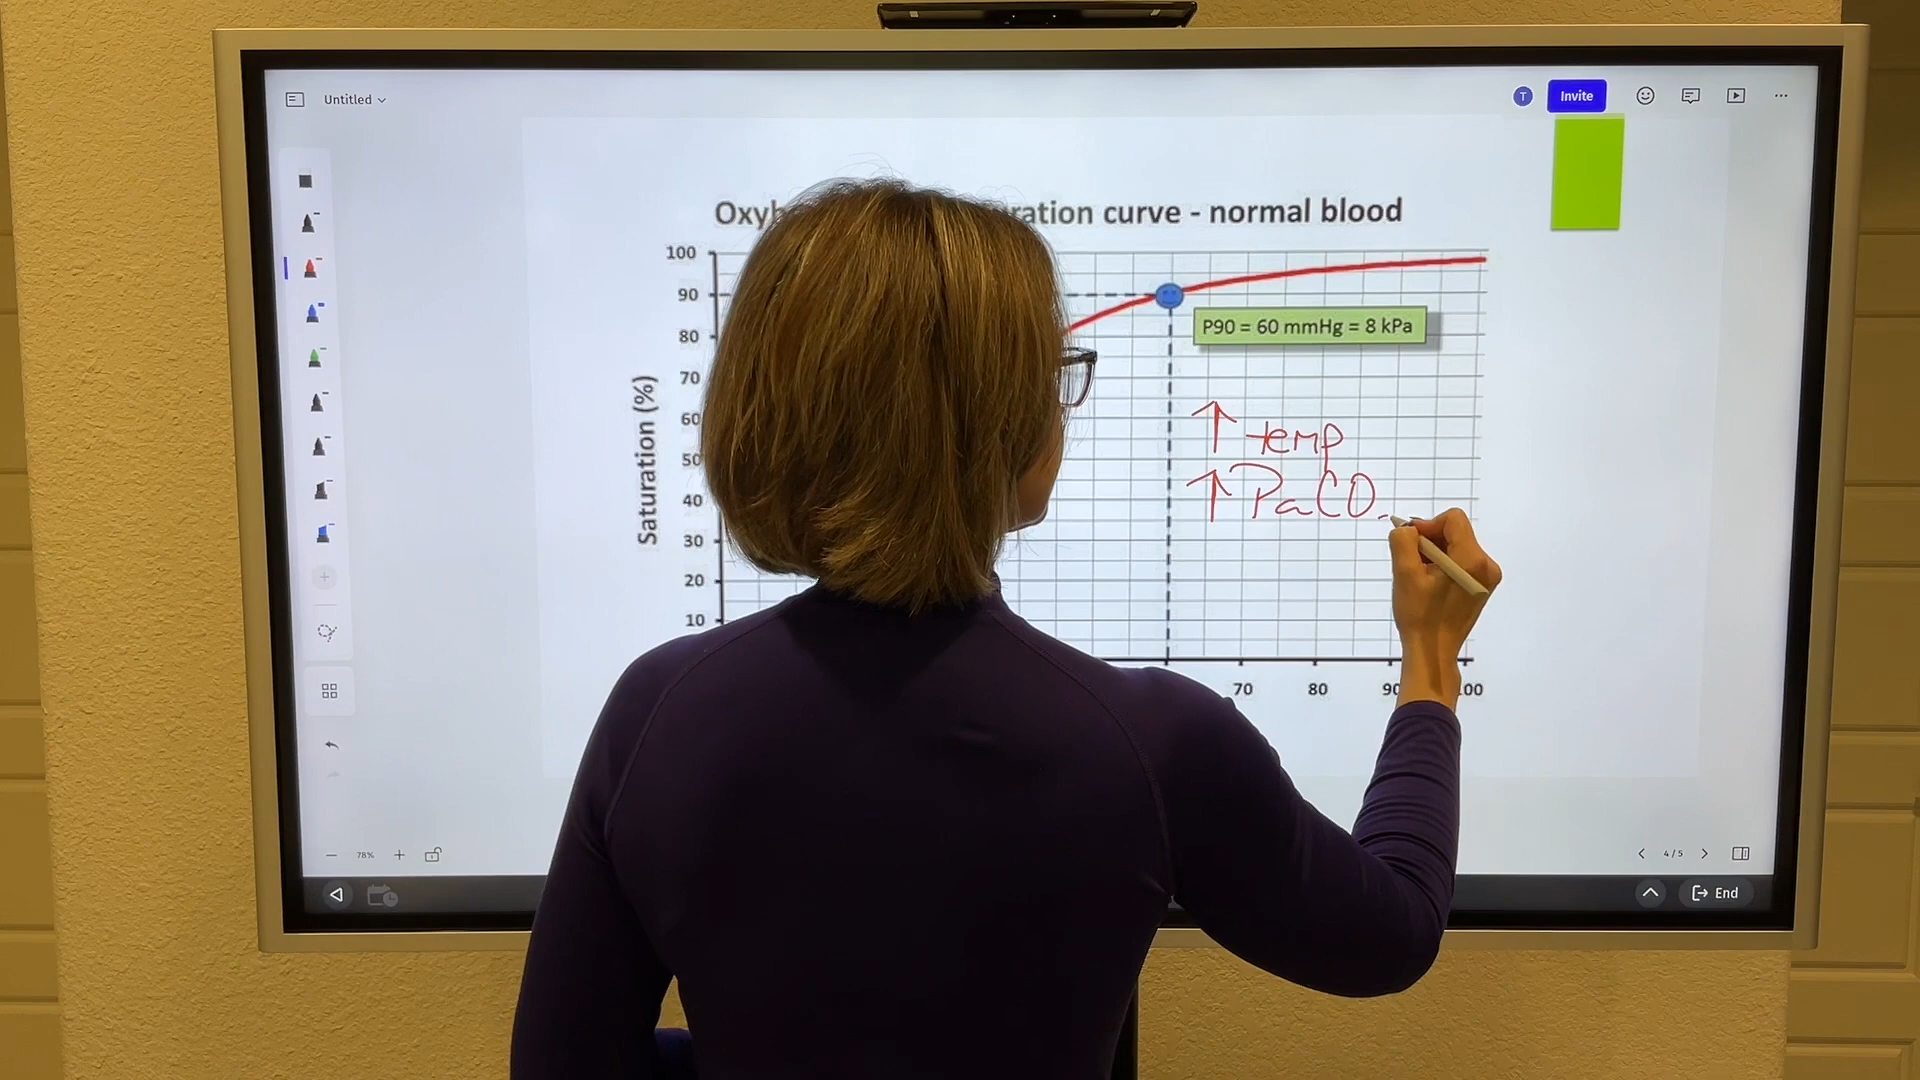 Untitled
T
Invite
ration curve - normal blood
100
90
80
70
60
50
40
30
20
10
Saturation (%)
P90 = 60 mmHg = 8 kPa
↑ temp
↑ PaCO
70 80 90 100
78%
4/5
End